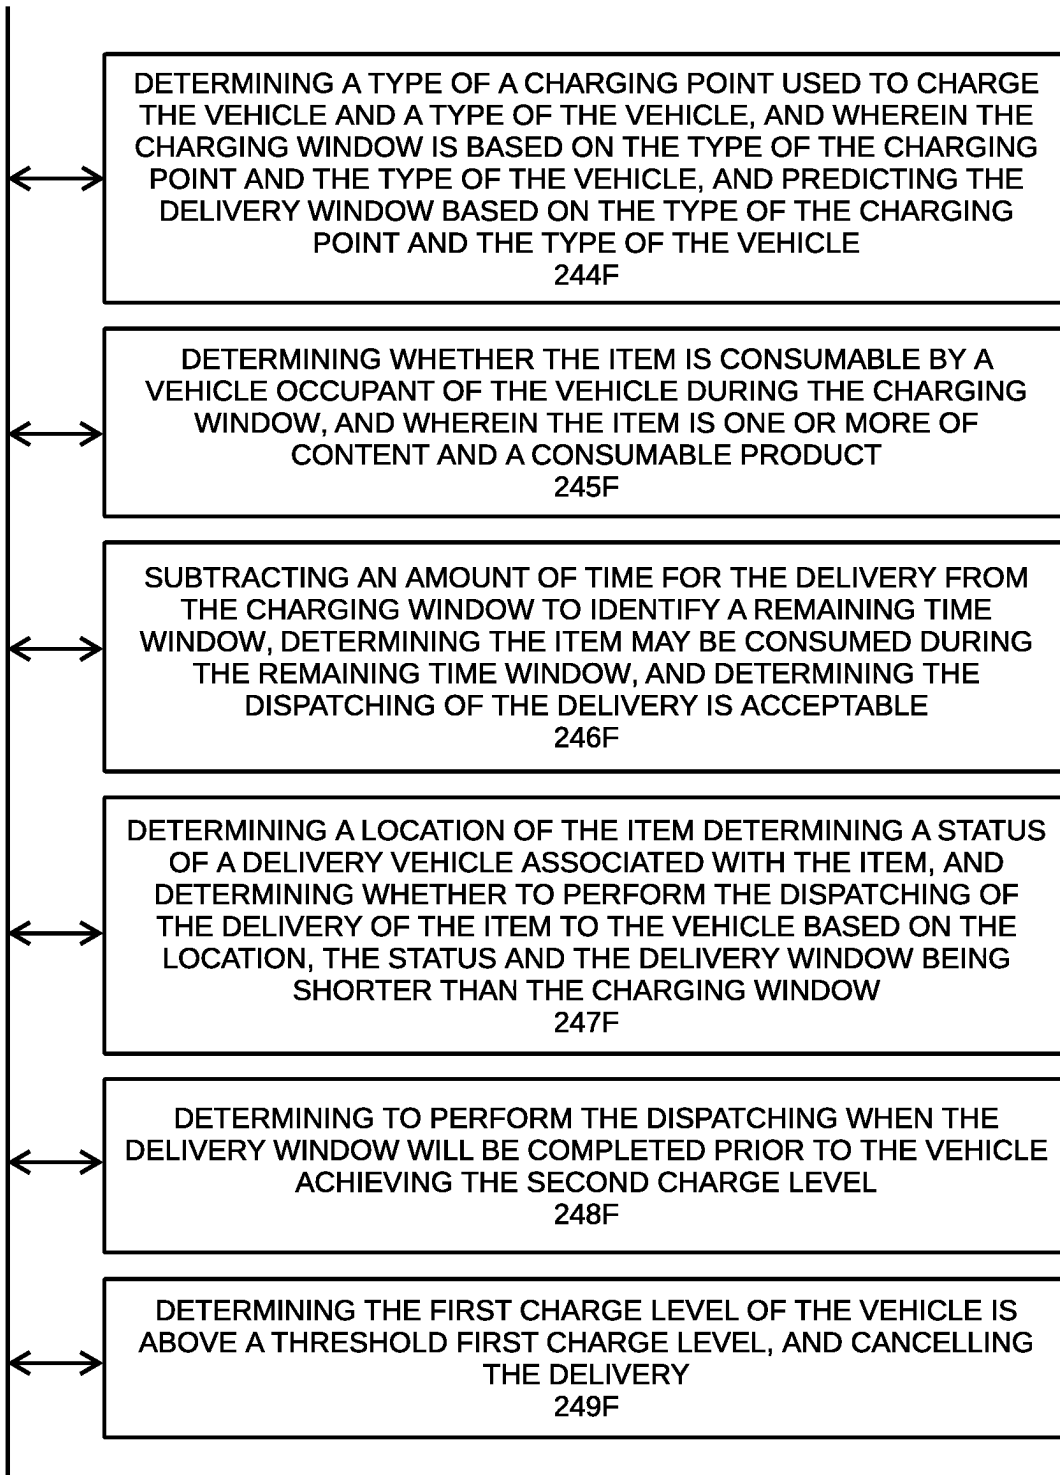 DETERMINING A TYPE OF A CHARGING POINT USED TO CHARGE
THE VEHICLE AND A TYPE OF THE VEHICLE, AND WHEREIN THE
CHARGING WINDOW IS BASED ON THE TYPE OF THE CHARGING
POINT AND THE TYPE OF THE VEHICLE, AND PREDICTING THE
DELIVERY WINDOW BASED ON THE TYPE OF THE CHARGING
POINT AND THE TYPE OF THE VEHICLE
244F
DETERMINING WHETHER THE ITEM IS CONSUMABLE BY A
VEHICLE OCCUPANT OF THE VEHICLE DURING THE CHARGING
WINDOW, AND WHEREIN THE ITEM IS ONE OR MORE OF
CONTENT AND A CONSUMABLE PRODUCT
245F
SUBTRACTING AN AMOUNT OF TIME FOR THE DELIVERY FROM
THE CHARGING WINDOW TO IDENTIFY A REMAINING TIME
WINDOW, DETERMINING THE ITEM MAY BE CONSUMED DURING
THE REMAINING TIME WINDOW, AND DETERMINING THE
DISPATCHING OF THE DELIVERY IS ACCEPTABLE
246F
DETERMINING A LOCATION OF THE ITEM DETERMINING A STATUS
OF A DELIVERY VEHICLE ASSOCIATED WITH THE ITEM, AND
DETERMINING WHETHER TO PERFORM THE DISPATCHING OF
THE DELIVERY OF THE ITEM TO THE VEHICLE BASED ON THE
LOCATION, THE STATUS AND THE DELIVERY WINDOW BEING
SHORTER THAN THE CHARGING WINDOW
247F
DETERMINING TO PERFORM THE DISPATCHING WHEN THE
DELIVERY WINDOW WILL BE COMPLETED PRIOR TO THE VEHICLE
ACHIEVING THE SECOND CHARGE LEVEL
248F
DETERMINING THE FIRST CHARGE LEVEL OF THE VEHICLE IS
ABOVE A THRESHOLD FIRST CHARGE LEVEL, AND CANCELLING
THE DELIVERY
249F